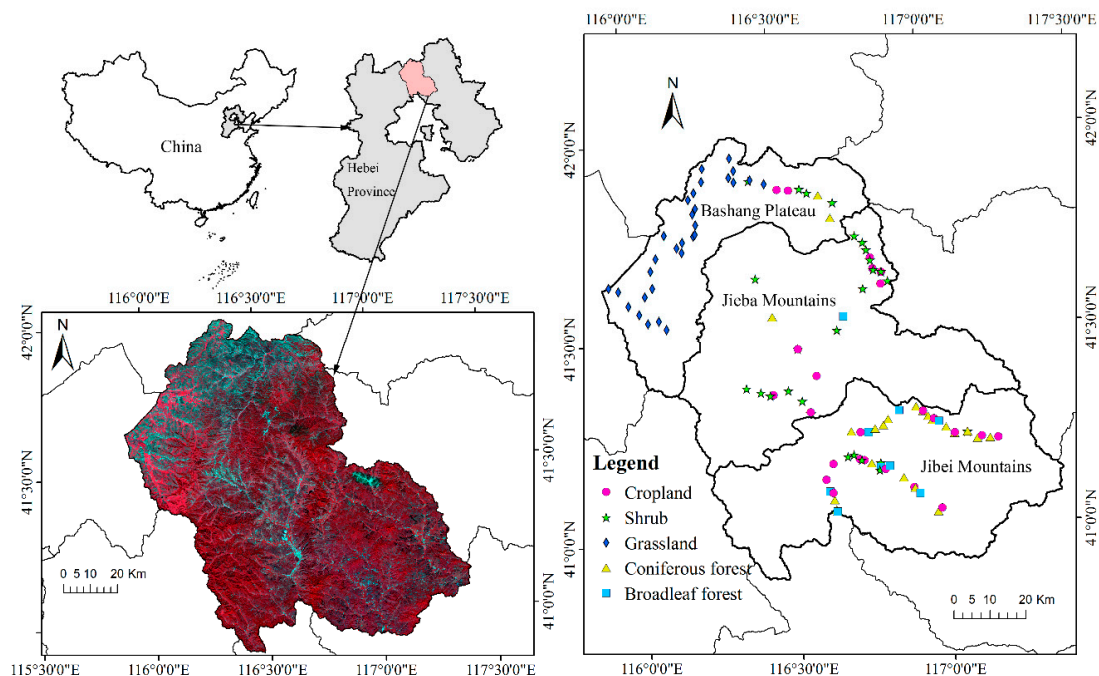 China
Hebei
Province
N
116°0'0"E 116°30'0"E 117°0'0"E 117°30'0"E
42°0'0"N
41°30'0"N
41°30'0"N
41°0'0"N
0 5 10 20 Km
115°30'0"E 116°0'0"E 116°30'0"E 117°0'0"E 117°30'0"E
116°0'0"E 116°30'0"E 117°0'0"E 117°30'0"E
N
42°0'0"N
42°0'0"N
Bashang Plateau
Jieba Mountains
41°30'0"N
41°30'0"N
Jibei Mountains
41°0'0"N
41°0'0"N
Legend
Cropland
Shrub
Grassland
Coniferous forest
Broadleaf forest
0 5 10 20 Km
116°0'0"E 116°30'0"E 117°0'0"E